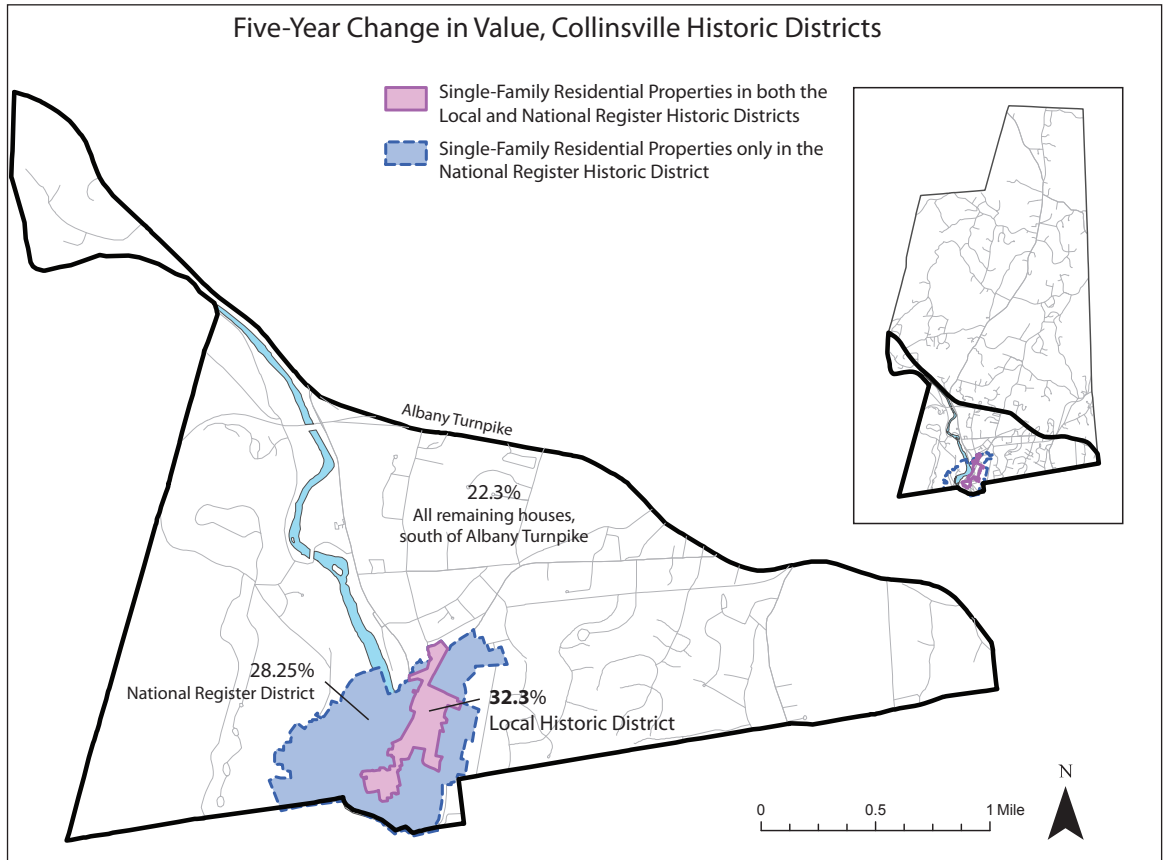 Five-Year Change in Value, Collinsville Historic Districts
Single-Family Residential Properties in both the
Local and National Register Historic Districts
Single-Family Residential Properties only in the
National Register Historic District
Albany Turnpike
22.3%
All remaining houses,
south of Albany Turnpike
28.25%
National Register District
32.3%
Local Historic District
N
0 0.5 1 Mile